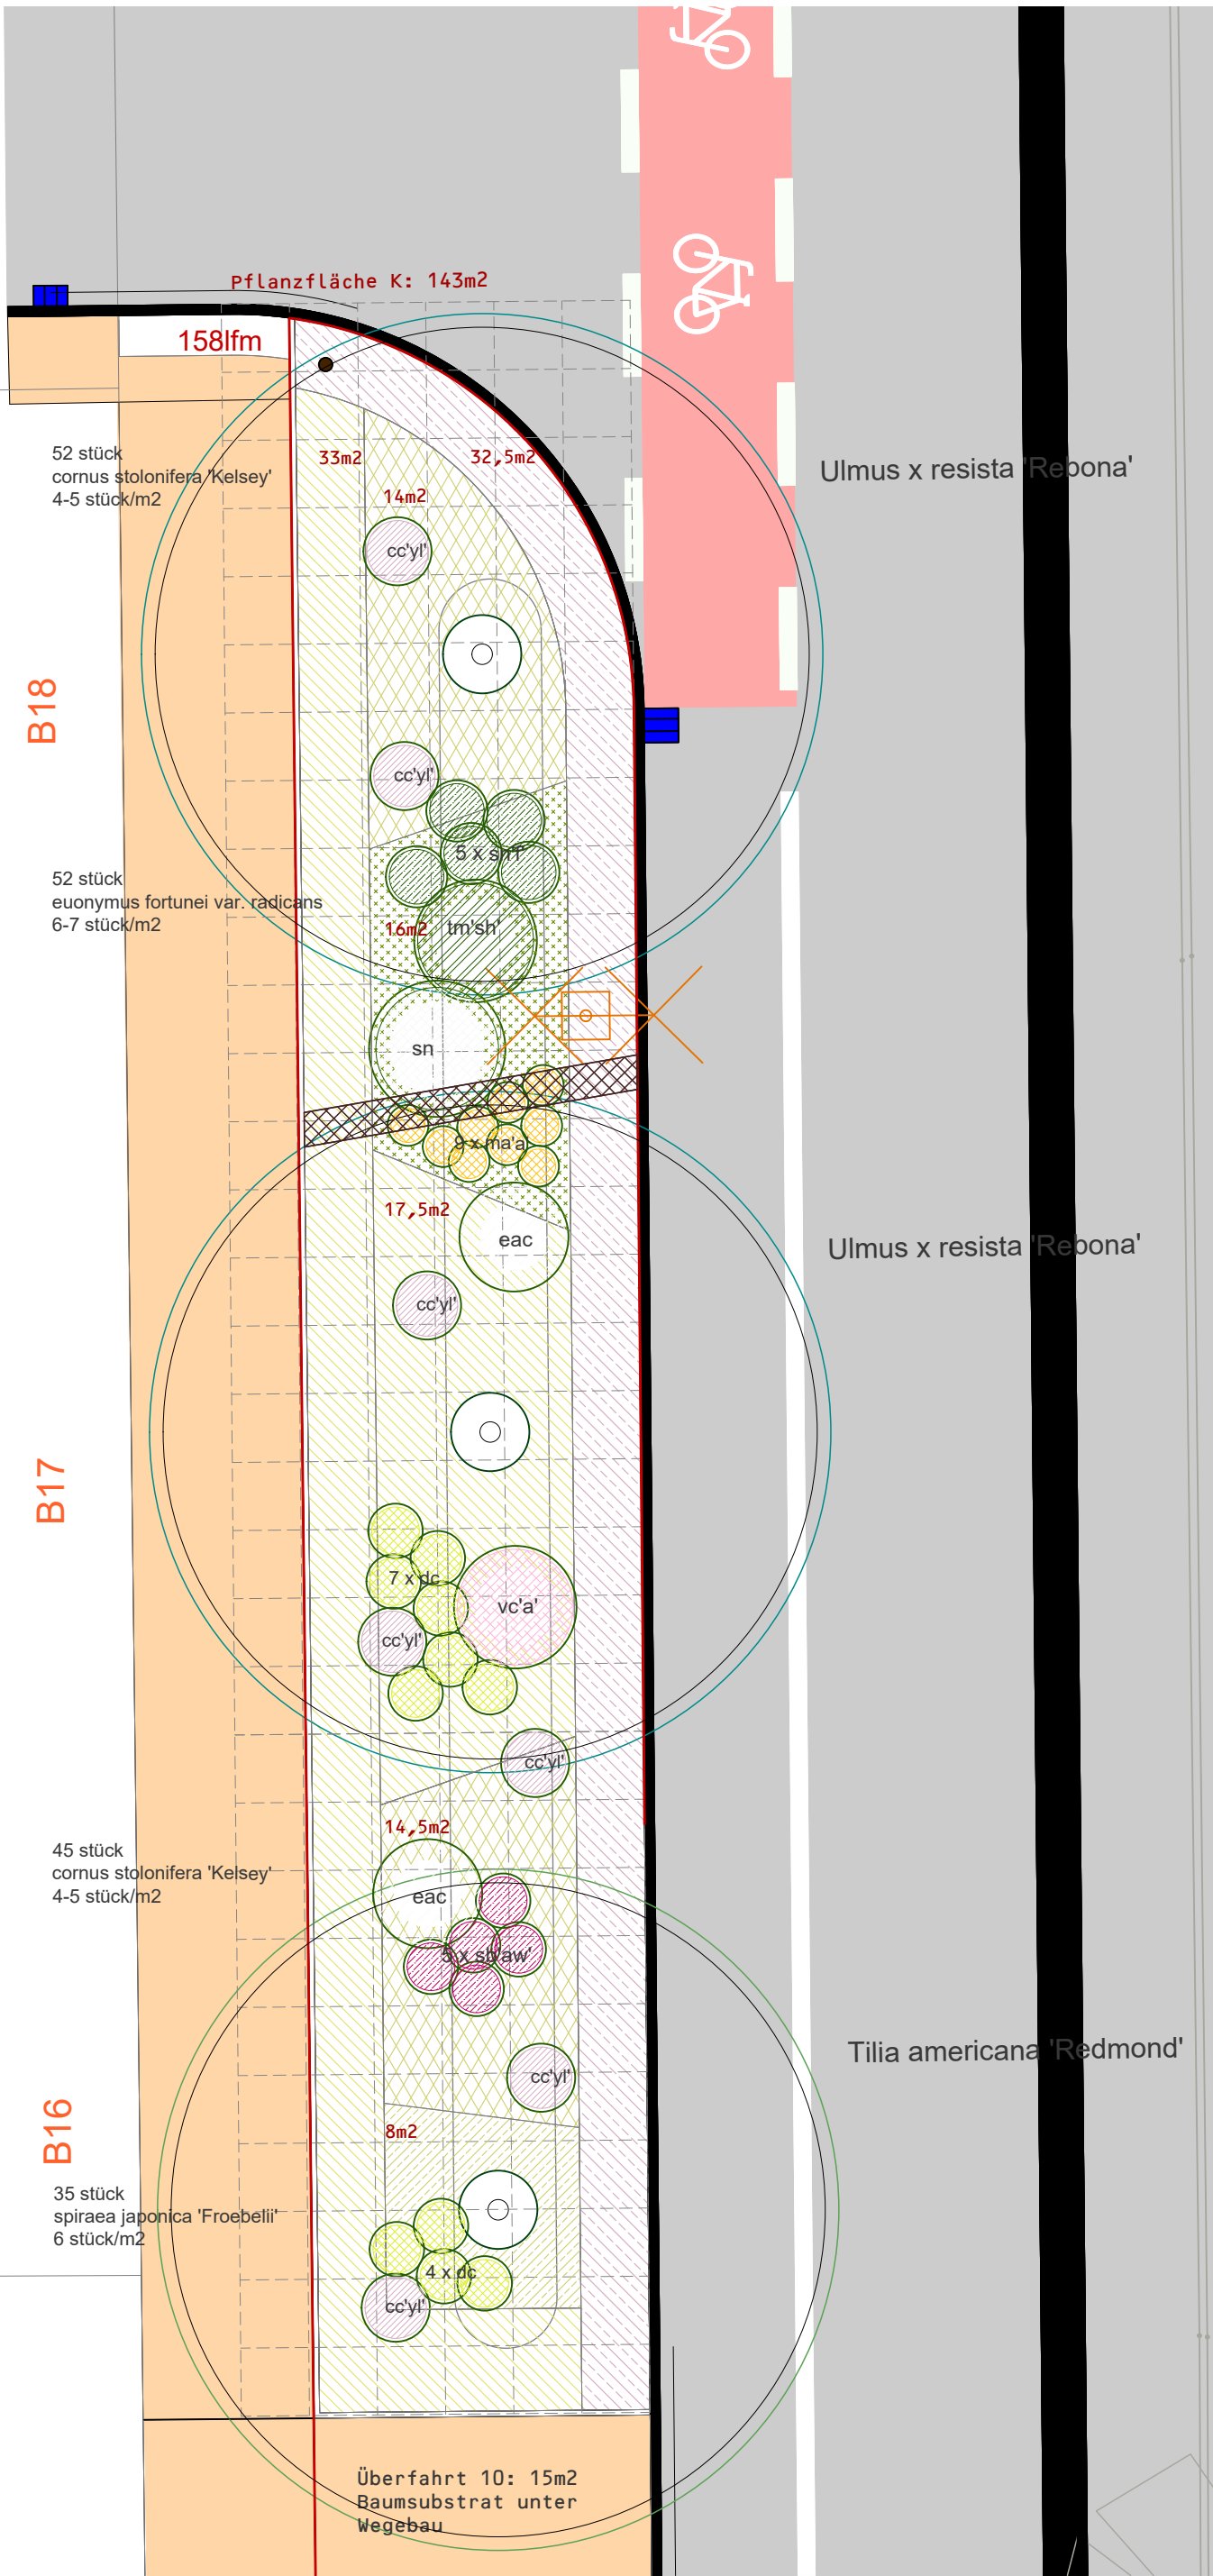 Pflanzfläche K: 143m2
158lfm
52 stück
cornus stolonifera 'Kelsey'
4-5 stück/m2
33m2
32,5m2
14m2
Ulmus x resista 'Rebona'
cc'yl'
B18
cc'yl'
5 x
52 stück
euonymus fortunei var. radicans
6-7 stück/m2
16m2
tm'sh'
sn
9 x ma'a'
17,5m2
eac
Ulmus x resista 'Rebona'
cc'yl'
B17
7 x dc
vc'a'
cc'yl'
cc'yl'
14,5m2
45 stück
cornus stolonifera 'Kelsey'
4-5 stück/m2
eac
5 x sb'aw'
Tilia americana 'Redmond'
cc'yl'
B16
8m2
35 stück
spiraea japonica 'Froebelii'
6 stück/m2
4 x dc
cc'yl'
Überfahrt 10: 15m2
Baumsubstrat unter
Wegebau